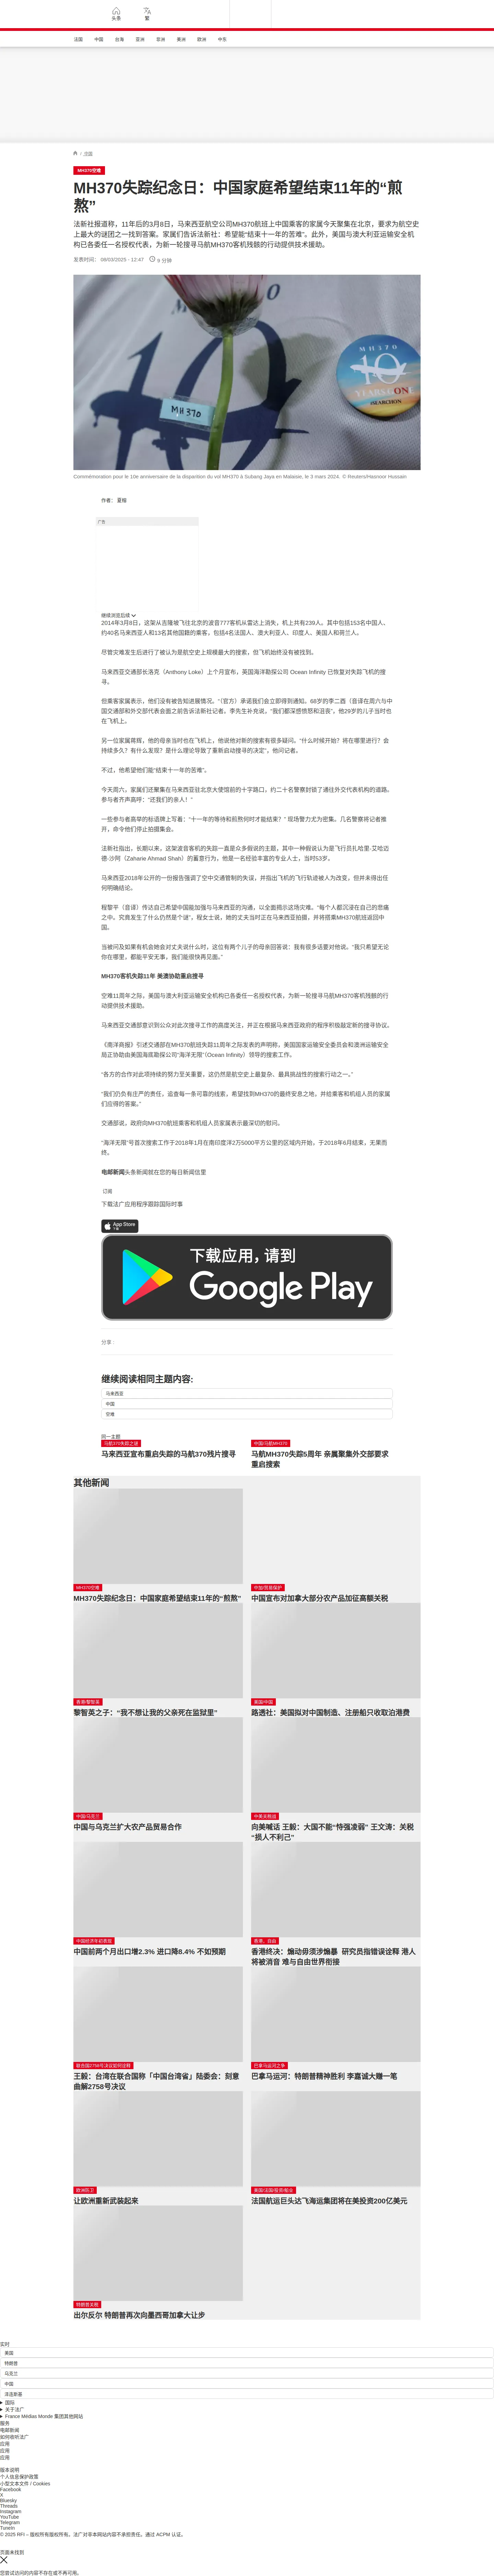 头条
繁
法国 中国 台海 亚洲 非洲 美洲 欧洲 中东
/ 法国
MH370空难
MH370失踪纪念日：中国家庭希望结束11年的“煎
熬”
法新社报道称，11年后的3月8日，马来西亚航空公司MH370航班上中国乘客的家属今天聚集在北京，要求为航空史
上最大的谜团之一找到答案。家属们告诉法新社：希望能“结束十一年的苦难”。此外，美国与澳大利亚运输安全机
构已各委任一名授权代表，为新一轮搜寻马航MH370客机残骸的行动提供技术援助。
发表时间： 08/03/2025 - 12:47 9 分钟
MH370
MH370
10
YEARS ON
#SEARCHON
Commémoration pour le 10e anniversaire de la disparition du vol MH370 à Subang Jaya en Malaisie, le 3 mars 2024. © Reuters/Hasnoor Hussain
作者： 夏榕
广告
继续浏览后续
2014年3月8日，这架从吉隆坡飞往北京的波音777客机从雷达上消失，机上共有239人。其中包括153名中国人、
约40名马来西亚人和13名其他国籍的乘客，包括4名法国人、澳大利亚人、印度人、美国人和荷兰人。
尽管灾难发生后进行了被认为是航空史上规模最大的搜索，但飞机始终没有被找到。
马来西亚交通部长洛克（Anthony Loke）上个月宣布，英国海洋勘探公司 Ocean Infinity 已恢复对失踪飞机的搜
寻。
但乘客家属表示，他们没有被告知进展情况。“（官方）承诺我们会立即得到通知。68岁的李二酉（音译在周六与中
国交通部和外交部代表会面之前告诉法新社记者。李先生补充说，“我们都深感愤怒和沮丧”。他29岁的儿子当时也
在飞机上。
另一位家属蒋辉，他的母亲当时也在飞机上，他说他对新的搜索有很多疑问。“什么时候开始？将在哪里进行？会
持续多久？有什么发现？是什么理论导致了重新启动搜寻的决定”，他问记者。
不过，他希望他们能“结束十一年的苦难”。
今天周六，家属们还聚集在马来西亚驻北京大使馆前的十字路口，约二十名警察封锁了通往外交代表机构的道路。
参与者齐声高呼：“还我们的亲人！”
一些参与者高举的标语牌上写着：“十一年的等待和煎熬何时才能结束？” 现场警力尤为密集。几名警察将记者推
开，命令他们停止拍摄集会。
法新社指出，长期以来，这架波音客机的失踪一直是众多假说的主题，其中一种假说认为是飞行员扎哈里·艾哈迈
德·沙阿（Zaharie Ahmad Shah）的蓄意行为，他是一名经验丰富的专业人士，当时53岁。
马来西亚2018年公开的一份报告强调了空中交通管制的失误，并指出飞机的飞行轨迹被人为改变，但并未得出任
何明确结论。
程黎平（音译）传达自己希望中国能加强与马来西亚的沟通，以全面揭示这场灾难。“每个人都沉浸在自己的悲痛
之中。究竟发生了什么仍然是个谜”，程女士说，她的丈夫当时正在马来西亚拍摄，并将搭乘MH370航班返回中
国。
当被问及如果有机会她会对丈夫说什么时，这位有两个儿子的母亲回答说：我有很多话要对他说。“我只希望无论
你在哪里，都能平安无事，我们能很快再见面。”
MH370客机失踪11年 美澳协助重启搜寻
空难11周年之际，美国与澳大利亚运输安全机构已各委任一名授权代表，为新一轮搜寻马航MH370客机残骸的行
动提供技术援助。
马来西亚交通部意识到公众对此次搜寻工作的高度关注，并正在根据马来西亚政府的程序积极敲定新的搜寻协议。
《南洋商报》引述交通部在MH370航班失踪11周年之际发表的声明称，美国国家运输安全委员会和澳洲运输安全
局正协助由英国海底勘探公司“海洋无限”（Ocean Infinity）领导的搜索工作。
“各方的合作对此项持续的努力至关重要，这仍然是航空史上最复杂、最具挑战性的搜索行动之一。”
“我们仍负有庄严的责任，追查每一条可靠的线索，希望找到MH370的最终安息之地，并给乘客和机组人员的家属
们应得的答案。”
交通部说，政府向MH370航班乘客和机组人员家属表示最深切的慰问。
“海洋无限”号首次搜索工作于2018年1月在南印度洋2万5000平方公里的区域内开始，于2018年6月结束，无果而
终。
电邮新闻头条新闻就在您的每日新闻信里
订阅
下载法广应用程序跟踪国际时事
App Store
下载
下载应用，请到
Google Play
分享 :
继续阅读相同主题内容:
马来西亚
中国
空难
同一主题
马航370失踪之谜
马来西亚宣布重启失踪的马航370残片搜寻
中国/马航MH370
马航MH370失踪5周年 亲属聚集外交部要求
重启搜索
其他新闻
MH370空难
MH370失踪纪念日：中国家庭希望结束11年的“煎熬”
中加/贸易保护
中国宣布对加拿大部分农产品加征高额关税
香港/黎智英
黎智英之子：“我不想让我的父亲死在监狱里”
美国/中国
路透社：美国拟对中国制造、注册船只收取泊港费
中国/乌克兰
中国与乌克兰扩大农产品贸易合作
中美关税战
向美喊话 王毅：大国不能“恃强凌弱” 王文涛：关税
“损人不利己”
中国经济年初表现
中国前两个月出口增2.3% 进口降8.4% 不如预期
香港、自由
香港终决：煽动毋须涉煽暴 研究员指错误诠释 港人
将被消音 难与自由世界衔接
联合国2758号决议如何诠释
王毅：台湾在联合国称「中国台湾省」陆委会：刻意
曲解2758号决议
巴拿马运河之争
巴拿马运河：特朗普精神胜利 李嘉诚大赚一笔
欧洲防卫
让欧洲重新武装起来
美国/法国/投资/船业
法国航运巨头达飞海运集团将在美投资200亿美元
特朗普关税
出尔反尔 特朗普再次向墨西哥加拿大让步
实时
美国
特朗普
乌克兰
中国
泽连斯基
国际
关于法广
France Médias Monde 集团其他网站
服务
电邮新闻
如何收听法广
应用
应用
应用
版本说明
个人信息保护政策
小型文本文件 / Cookies
Facebook
X
Bluesky
Threads
Instagram
YouTube
Telegram
TuneIn
© 2025 RFI – 版权所有版权所有。法广对非本网站内容不承担责任。通过 ACPM 认证。
页面未找到
您尝试访问的内容不存在或不再可用。